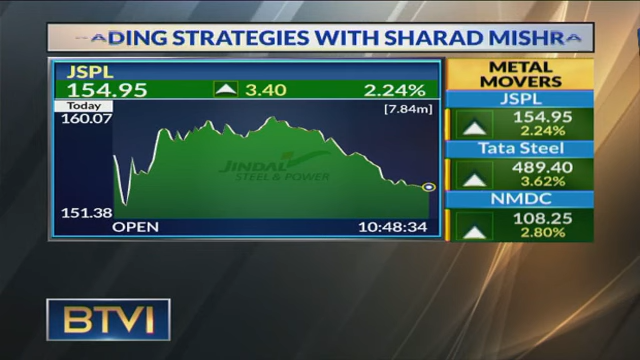 ADING STRATEGIES WITH SHARAD MISHRA
JSPL
154.95 3.40 2.24%
Today
160.07
[7.84m]
JINDAL
STEEL & POWER
151.38
OPEN 10:48:34
METAL
MOVERS
JSPL
154.95
2.24%
Tata Steel
489.40
3.62%
NMDC
108.25
2.80%
BTVI